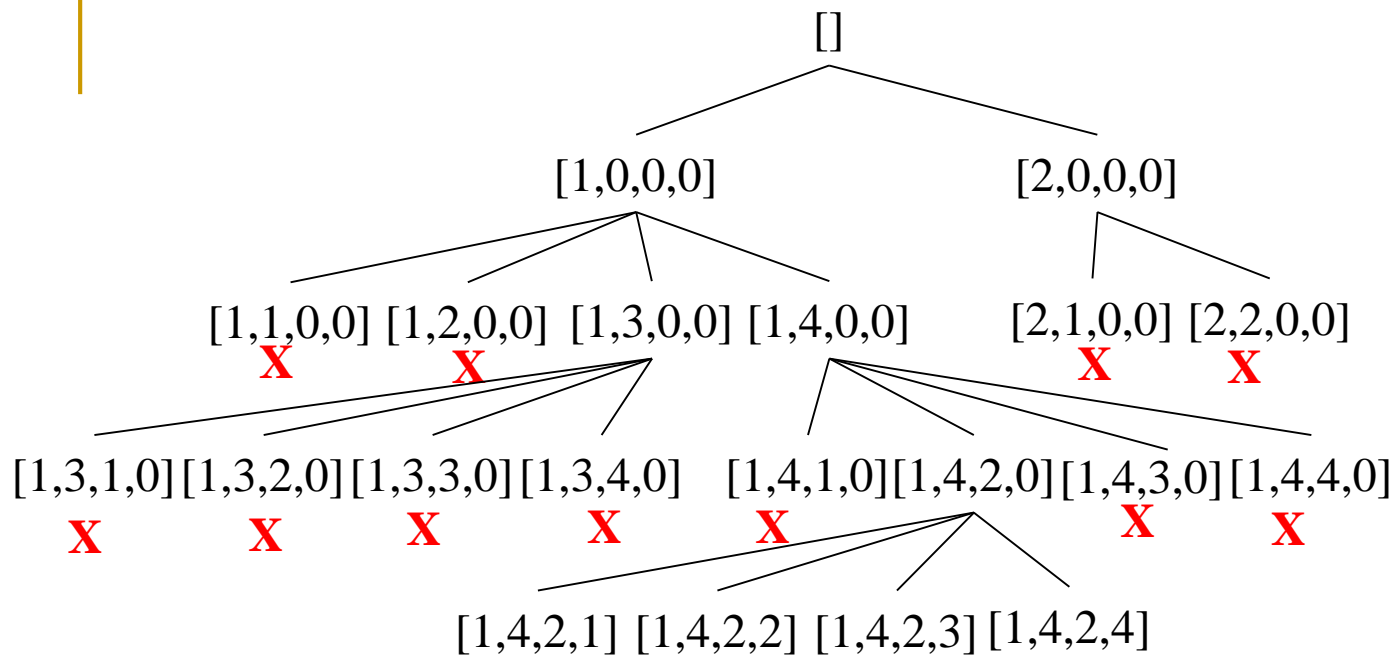 []
[1,0,0,0] [2,0,0,0]
[1,1,0,0] [1,2,0,0] [1,3,0,0] [1,4,0,0] [2,1,0,0] [2,2,0,0]
X X X X
[1,3,1,0] [1,3,2,0] [1,3,3,0] [1,3,4,0] [1,4,1,0] [1,4,2,0] [1,4,3,0] [1,4,4,0]
X X X X X X X
[1,4,2,1] [1,4,2,2] [1,4,2,3] [1,4,2,4]